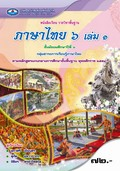 หนังสือเรียน รายวิชาพื้นฐาน
ภาษาไทย ๖ เล่ม ๑
ชั้นมัธยมศึกษาปีที่ ๖
กลุ่มสาระการเรียนรู้ภาษาไทย
ตามหลักสูตรแกนกลางการศึกษาขั้นพื้นฐาน พุทธศักราช ๒๕๕๑